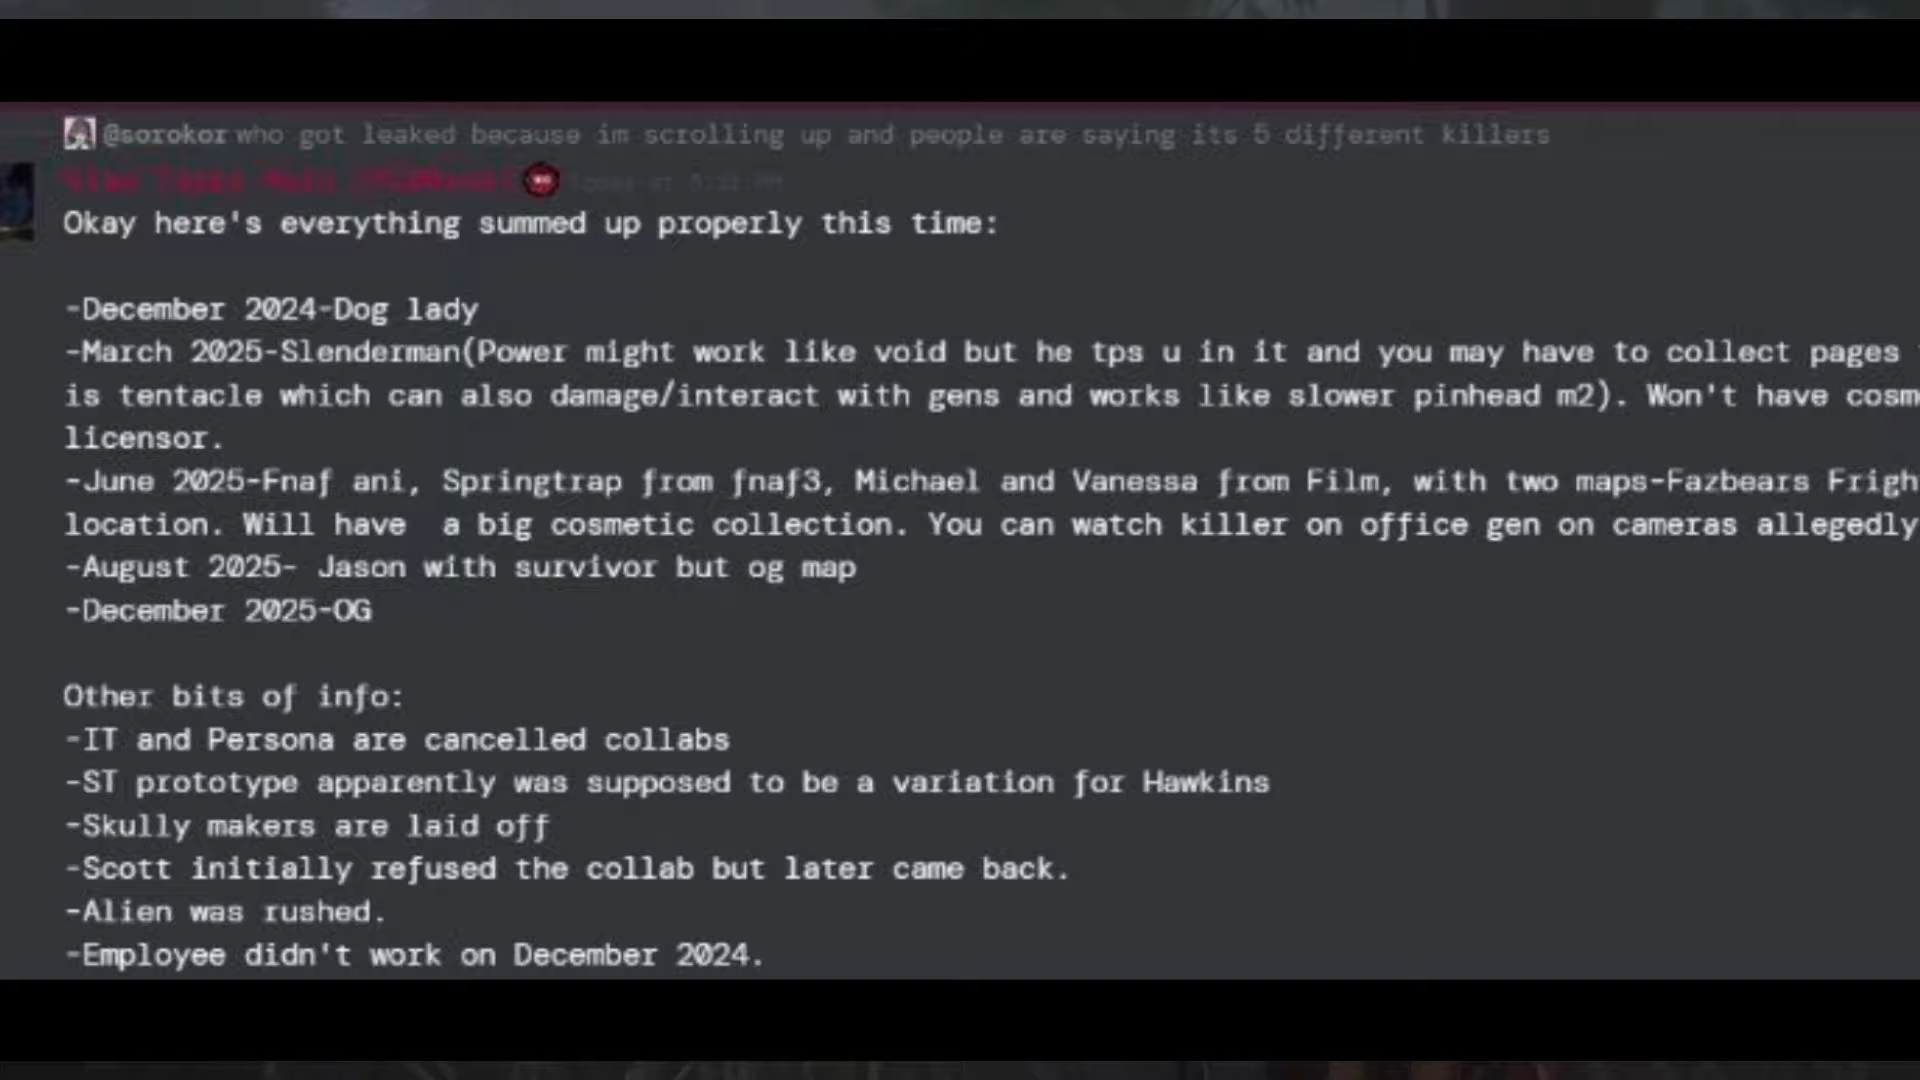 @sorokor who got leaked because im scrolling up and people are saying its 5 different killers
Okay here's everything summed up properly this time:
-December 2024-Dog lady
-March 2025-Slenderman(Power might work like void but he tps u in it and you may have to collect pages
is tentacle which can also damage/interact with gens and works like slower pinhead m2). Won't have cosm
licensor.
-June 2025-Fnaf ani, Springtrap from fnaf3, Michael and Vanessa from Film, with two maps-Fazbears Frigh
location. Will have  a big cosmetic collection. You can watch killer on office gen on cameras allegedly
-August 2025- Jason with survivor but og map
-December 2025-OG
Other bits of info:
-IT and Persona are cancelled collabs
-ST prototype apparently was supposed to be a variation for Hawkins
-Skully makers are laid off
-Scott initially refused the collab but later came back.
-Alien was rushed.
-Employee didn't work on December 2024.